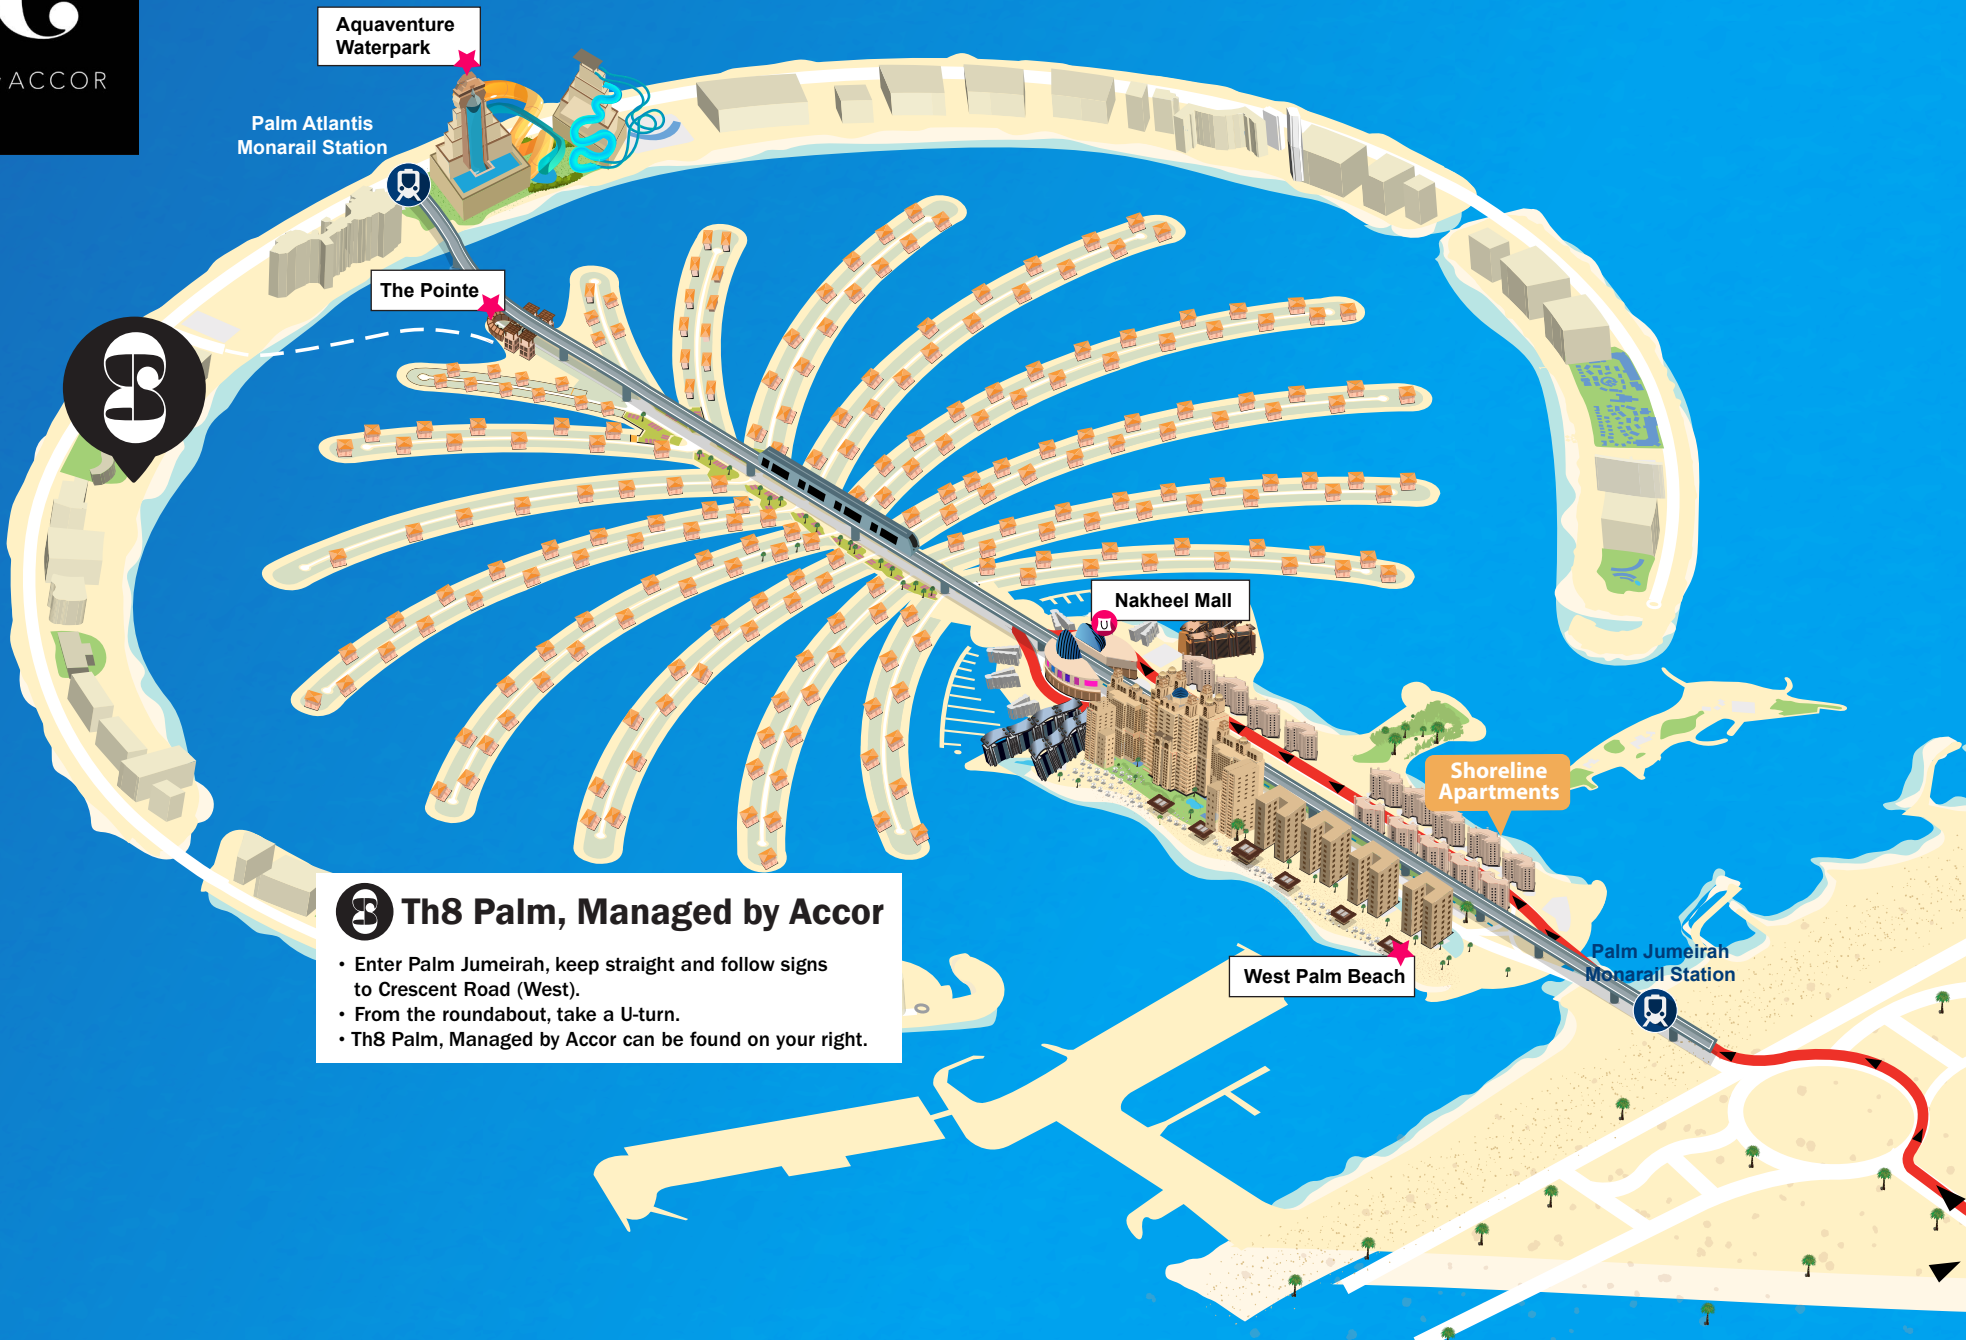 ACCOR
Aquaventure
Waterpark
Palm Atlantis
Monarail Station
The Pointe
Nakheel Mall
Shoreline
Apartments
Th8 Palm, Managed by Accor
• Enter Palm Jumeirah, keep straight and follow signs
to Crescent Road (West).
• From the roundabout, take a U-turn.
• Th8 Palm, Managed by Accor can be found on your right.
West Palm Beach
Palm Jumeirah
Monarail Station